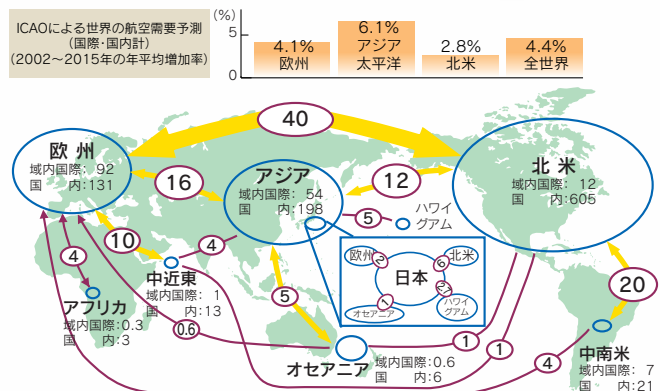 ICAOによる世界の航空需要予測
(国際・国内計)
(2002〜2015年の年平均増加率)
(%)
5
0
4.1%
欧州
6.1%
アジア
太平洋
2.8%
北米
4.4%
全世界
40
欧 州
域内国際: 92
国 内:131
16
アジア
域内国際: 54
国 内:198
12
北 米
域内国際: 12
国 内:605
5
ハワイ
グアム
10
4
4
中近東
域内国際: 1
国 内:13
アフリカ
域内国際:0.3
国 内:3
0.6
5
欧州
2
日本
6
北米
1
オセアニア
3
ハワイ
グアム
オセアニア
域内国際:0.6
国 内:6
1
1
4
20
中南米
域内国際: 7
国 内:21